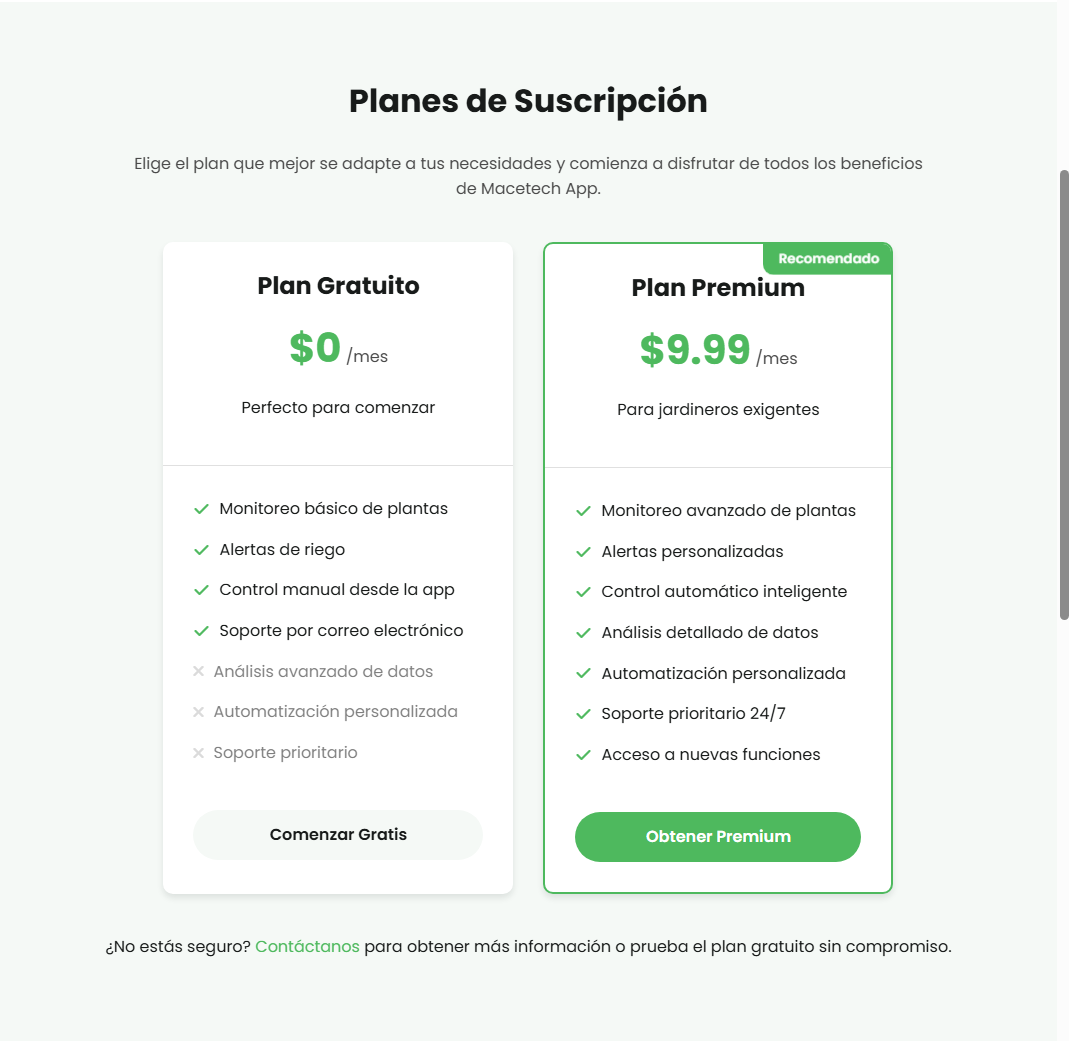 Planes de Suscripción
Elige el plan que mejor se adapte a tus necesidades y comienza a disfrutar de todos los beneficios
de Macetech App.
Plan Gratuito
$0 /mes
Perfecto para comenzar
Monitoreo básico de plantas
Alertas de riego
Control manual desde la app
Soporte por correo electrónico
Análisis avanzado de datos
Automatización personalizada
Soporte prioritario
Comenzar Gratis
Recomendado
Plan Premium
$9.99 /mes
Para jardineros exigentes
Monitoreo avanzado de plantas
Alertas personalizadas
Control automático inteligente
Análisis detallado de datos
Automatización personalizada
Soporte prioritario 24/7
Acceso a nuevas funciones
Obtener Premium
¿No estás seguro? Contáctanos para obtener más información o prueba el plan gratuito sin compromiso.